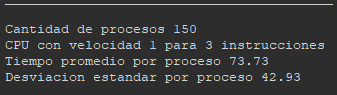 Cantidad de procesos 150
CPU con velocidad 1 para 3 instrucciones
Tiempo promedio por proceso 73.73
Desviacion estandar por proceso 42.93